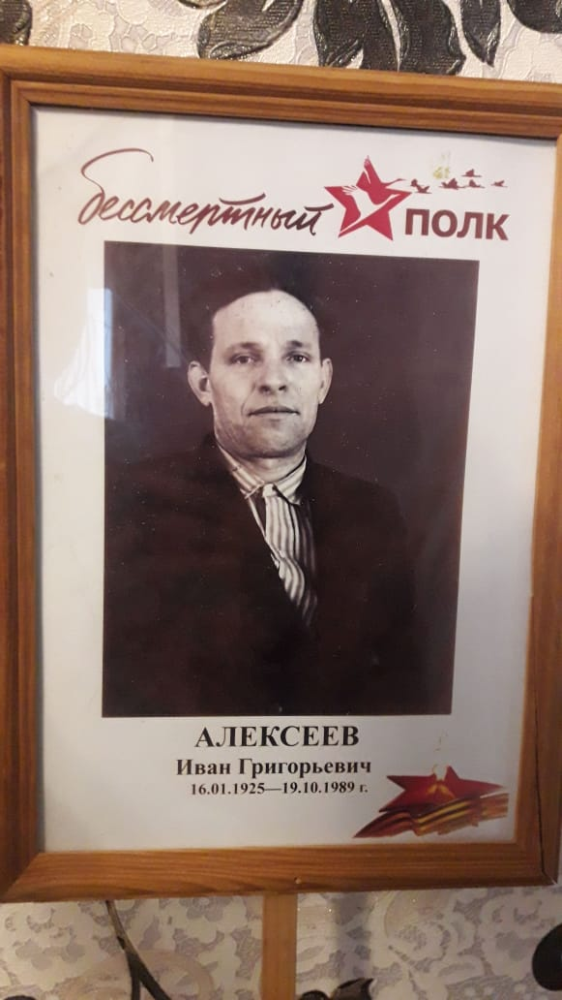 бессмертный ПОЛК
АЛЕКСЕЕВ
Иван Григорьевич
16.01.1925—19.10.1989 г.